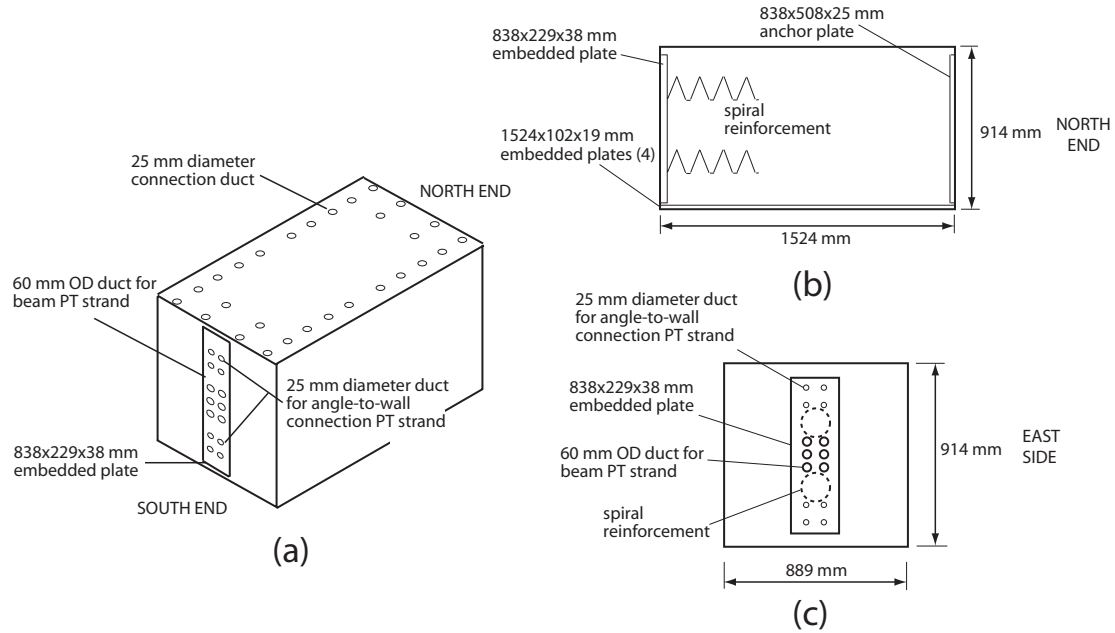 25 mm diameter
connection duct
NORTH END
60 mm OD duct for
beam PT strand
25 mm diameter duct
for angle-to-wall
connection PT strand
838x229x38 mm
embedded plate
SOUTH END
(a)
838x229x38 mm
embedded plate
838x508x25 mm
anchor plate
spiral
reinforcement
1524x102x19 mm
embedded plates (4)
914 mm
NORTH
END
1524 mm
(b)
25 mm diameter duct
for angle-to-wall
connection PT strand
838x229x38 mm
embedded plate
60 mm OD duct for
beam PT strand
spiral
reinforcement
914 mm
EAST
SIDE
889 mm
(c)